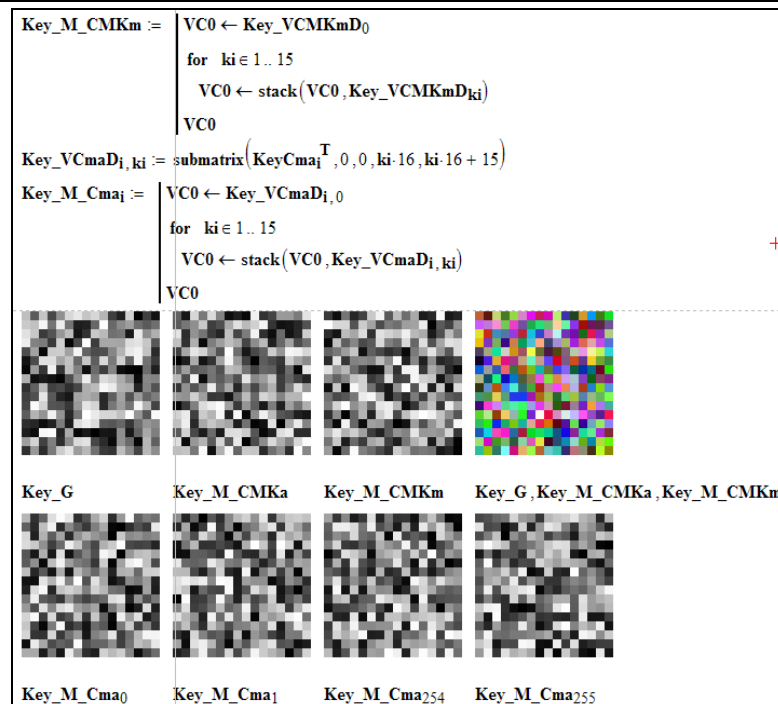 Key_M_CMKm := VC0 ← Key_VCMKmD0
for ki ∈ 1 .. 15
VC0 ← stack(VC0 , Key_VCMKmDki)
VC0
Key_VCmaDi , ki := submatrix(KeyCmai^T , 0 , 0 , ki·16 , ki·16 + 15)
Key_M_Cmai := VC0 ← Key_VCmaDi , 0
for ki ∈ 1 .. 15
VC0 ← stack(VC0 , Key_VCmaDi , ki)
VC0
Key_G Key_M_CMKa Key_M_CMKm Key_G , Key_M_CMKa , Key_M_CMKm
Key_M_Cma0 Key_M_Cma1 Key_M_Cma254 Key_M_Cma255